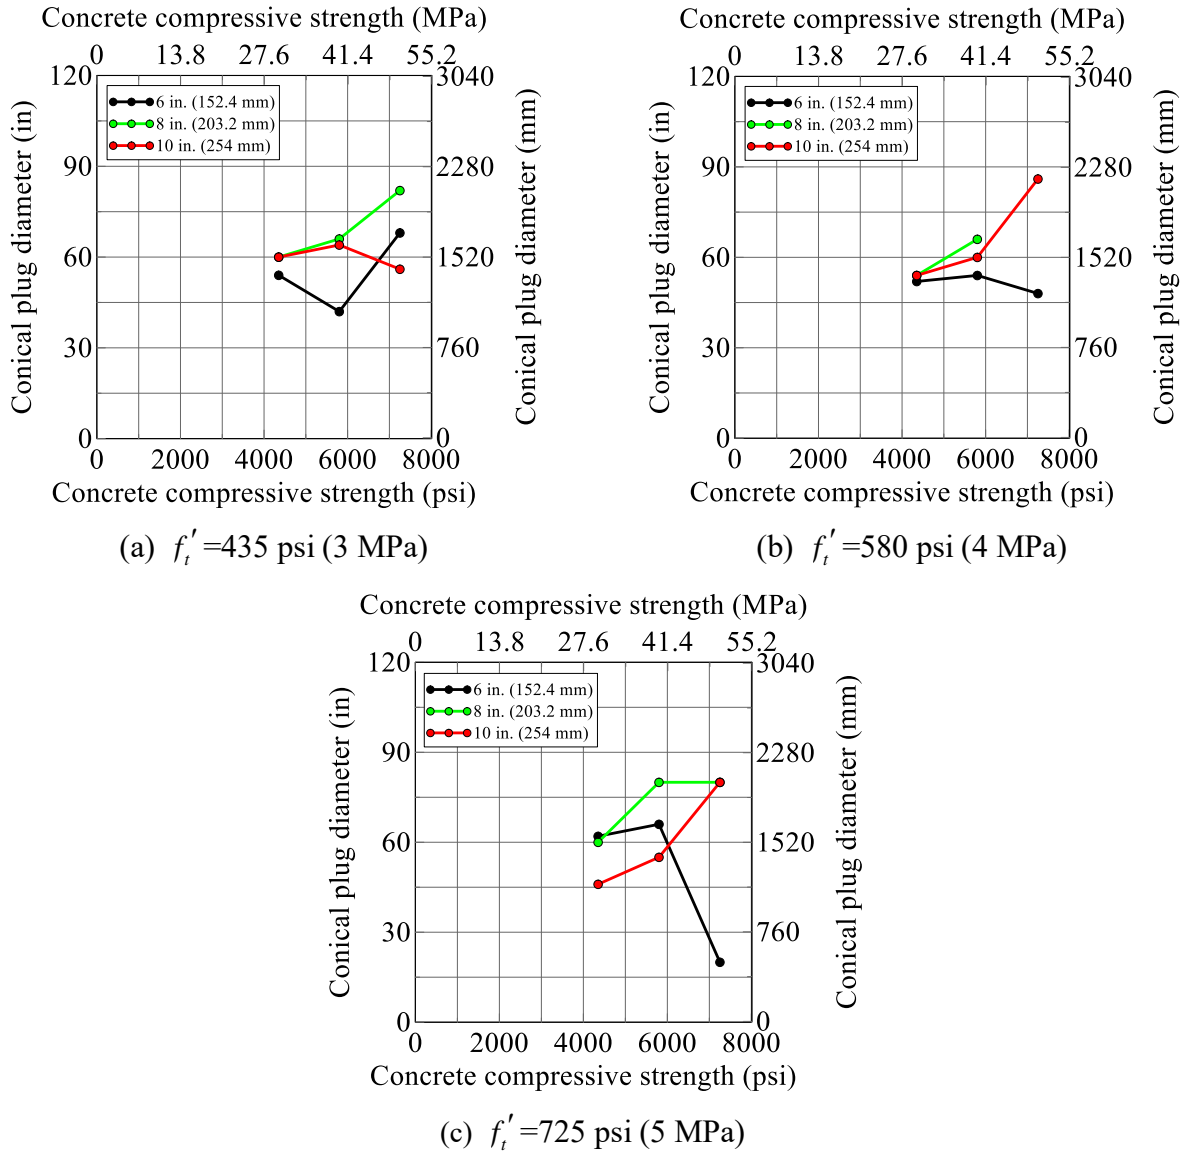 Concrete compressive strength (MPa)
0 13.8 27.6 41.4 55.2
Conical plug diameter (in)
120
90
60
30
0
6 in. (152.4 mm)
8 in. (203.2 mm)
10 in. (254 mm)
3040
2280
1520
760
0
Conical plug diameter (mm)
0 2000 4000 6000 8000
Concrete compressive strength (psi)
(a) fₜ′=435 psi (3 MPa)
Concrete compressive strength (MPa)
0 13.8 27.6 41.4 55.2
Conical plug diameter (in)
120
90
60
30
0
6 in. (152.4 mm)
8 in. (203.2 mm)
10 in. (254 mm)
3040
2280
1520
760
0
Conical plug diameter (mm)
0 2000 4000 6000 8000
Concrete compressive strength (psi)
(b) fₜ′=580 psi (4 MPa)
Concrete compressive strength (MPa)
0 13.8 27.6 41.4 55.2
Conical plug diameter (in)
120
90
60
30
0
6 in. (152.4 mm)
8 in. (203.2 mm)
10 in. (254 mm)
3040
2280
1520
760
0
Conical plug diameter (mm)
0 2000 4000 6000 8000
Concrete compressive strength (psi)
(c) fₜ′=725 psi (5 MPa)